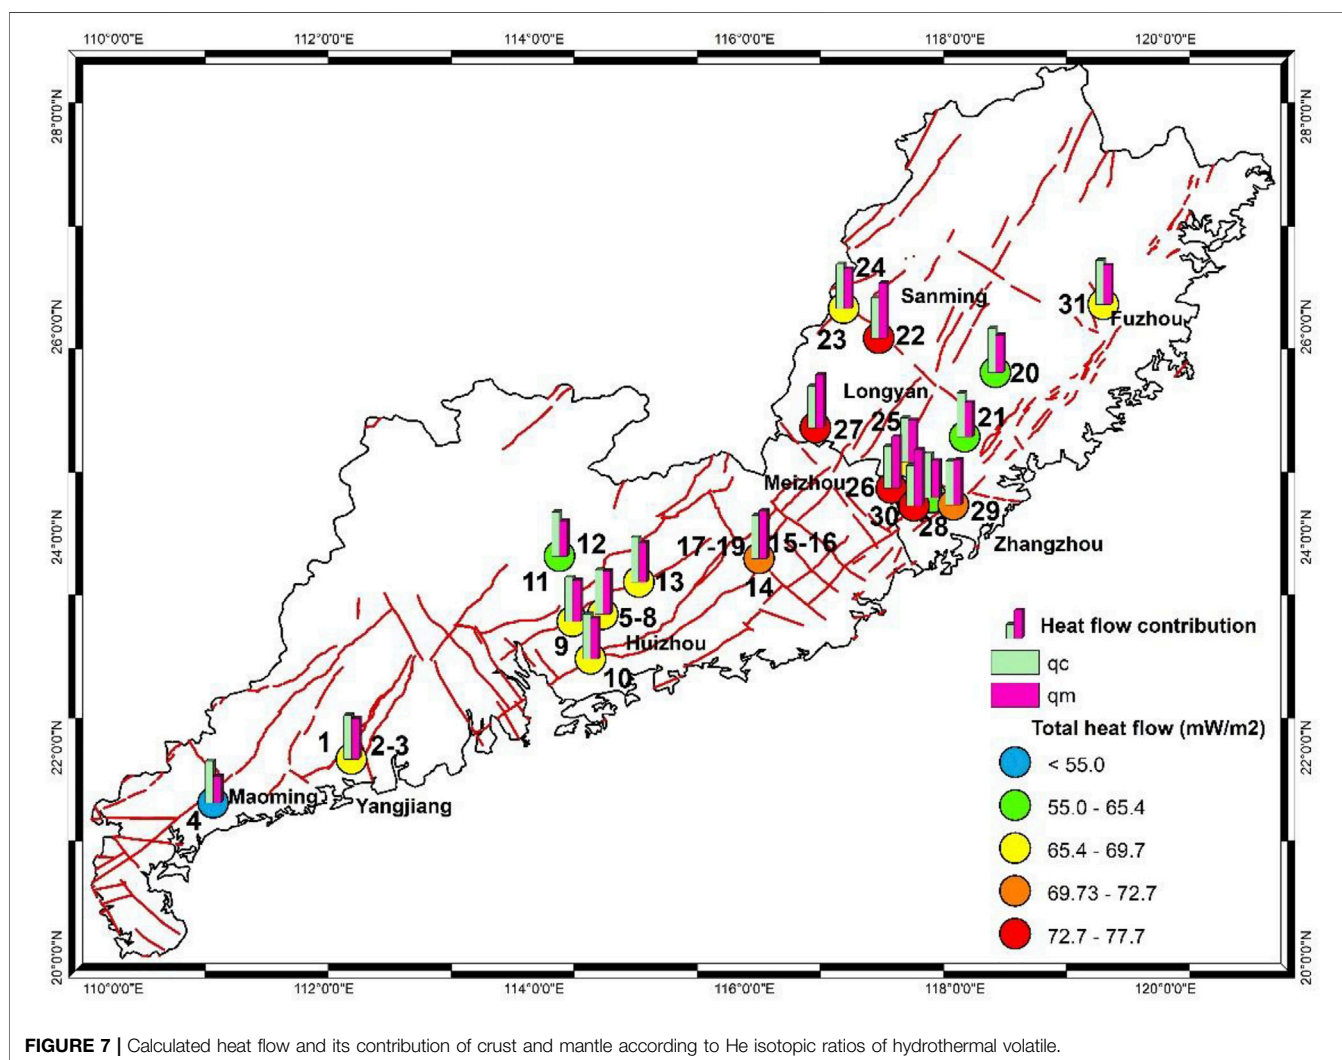 110°0'0"E 112°0'0"E 114°0'0"E 116°0'0"E 118°0'0"E 120°0'0"E
28°0'0"N 28°0'0"N
26°0'0"N 26°0'0"N
24°0'0"N 24°0'0"N
22°0'0"N 22°0'0"N
20°0'0"N 20°0'0"N
24
Sanming
31
Fuzhou
23 22
20
Longyan
27 25 21
Meizhou 26
30 28 29
Zhangzhou
12 17-19 15-16
11 13 14
5-8
9 Huizhou
10
1 2-3
Maoming
Yangjiang
4
Heat flow contribution
qc
qm
Total heat flow (mW/m2)
< 55.0
55.0 - 65.4
65.4 - 69.7
69.73 - 72.7
72.7 - 77.7
110°0'0"E 112°0'0"E 114°0'0"E 116°0'0"E 118°0'0"E 120°0'0"E
FIGURE 7 | Calculated heat flow and its contribution of crust and mantle according to He isotopic ratios of hydrothermal volatile.